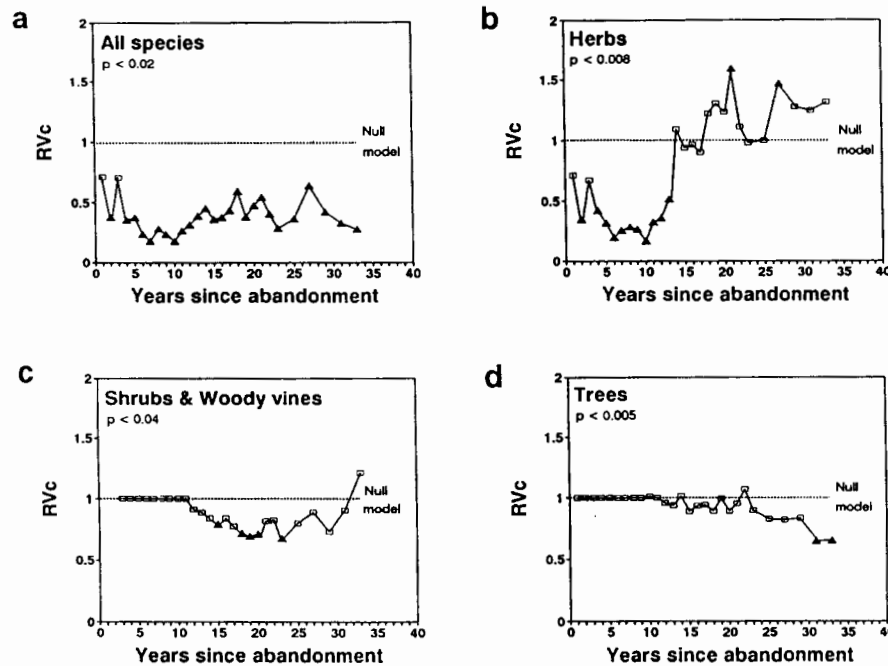 a
All species
p < 0.02
2
1.5
1
0.5
0
RVc
Null
model
0 5 10 15 20 25 30 35 40
Years since abandonment
b
Herbs
p < 0.008
2
1.5
1
0.5
0
RVc
Null
model
0 5 10 15 20 25 30 35 40
Years since abandonment
c
Shrubs & Woody vines
p < 0.04
2
1.5
1
0.5
0
RVc
Null
model
0 5 10 15 20 25 30 35 40
Years since abandonment
d
Trees
p < 0.005
2
1.5
1
0.5
0
RVc
Null
model
0 5 10 15 20 25 30 35 40
Years since abandonment